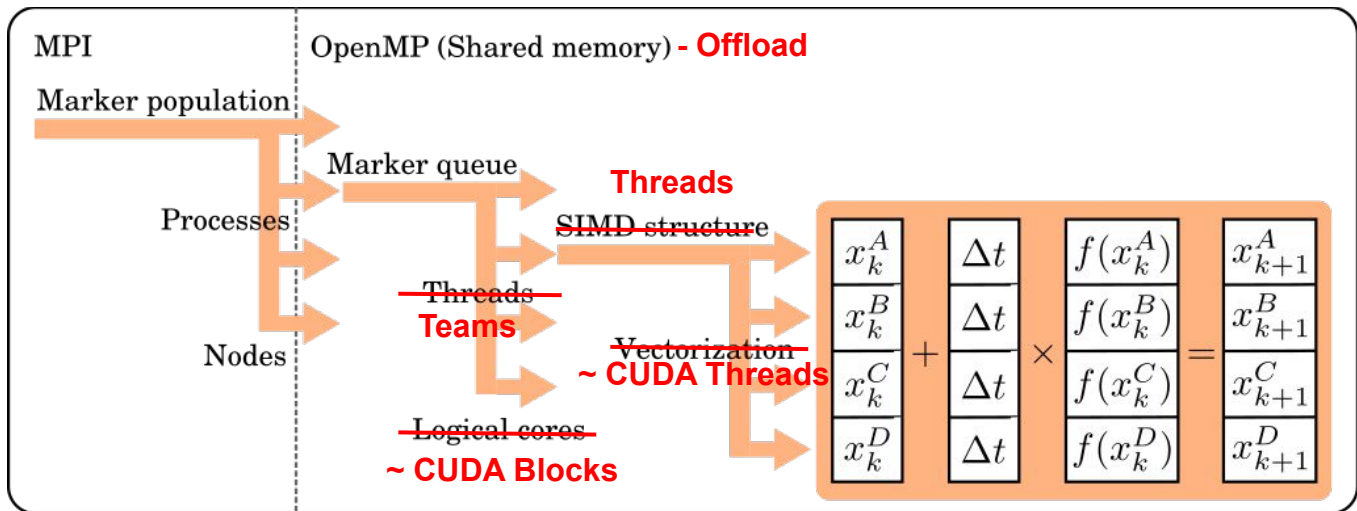 MPI
OpenMP (Shared memory) - Offload
Marker population
Marker queue
Threads
SIMD structure
Processes
Threads
Teams
Nodes
Vectorization
~ CUDA Threads
Logical cores
~ CUDA Blocks
x_k^A Δt f(x_k^A) x_{k+1}^A
x_k^B Δt f(x_k^B) x_{k+1}^B
+ × =
x_k^C Δt f(x_k^C) x_{k+1}^C
x_k^D Δt f(x_k^D) x_{k+1}^D